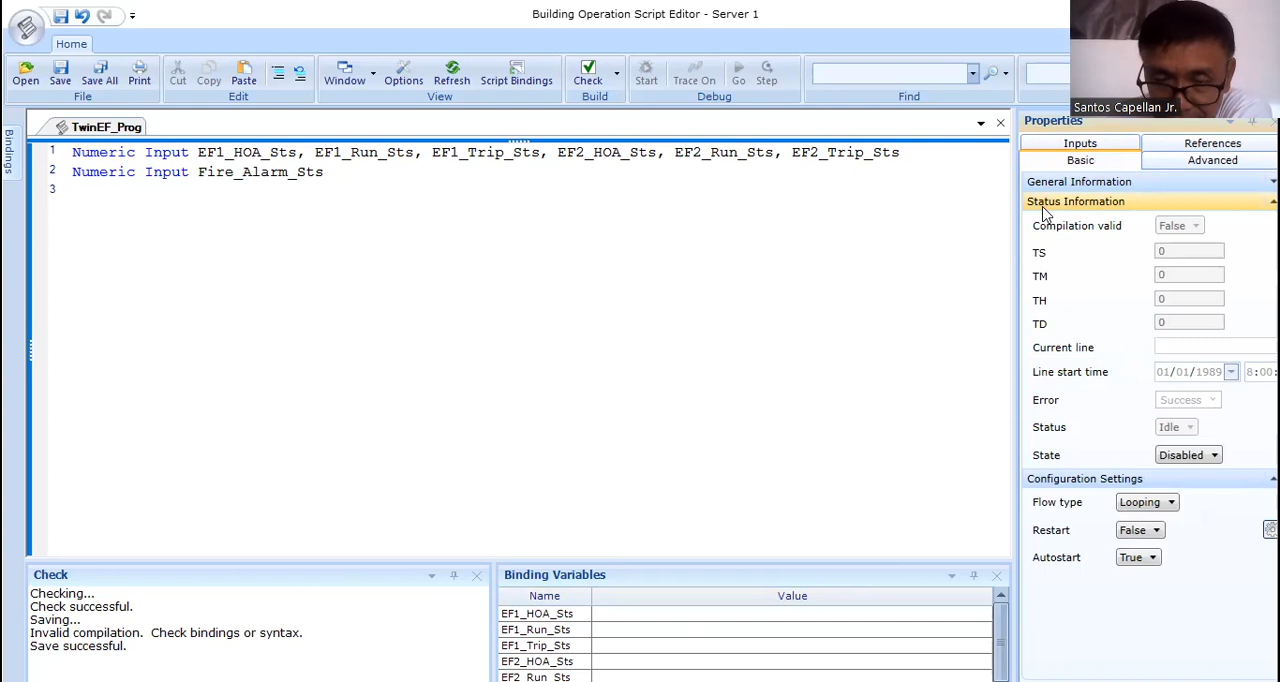 Building Operation Script Editor - Server 1
Home
Open Save Save All Print Cut Copy Paste Window Options Refresh Script Bindings Check Start Trace On Go Step
File Edit View Build Debug Find
Santos Capellan Jr.
TwinEF_Prog
Bindings
1 Numeric Input EF1_HOA_Sts, EF1_Run_Sts, EF1_Trip_Sts, EF2_HOA_Sts, EF2_Run_Sts, EF2_Trip_Sts
2 Numeric Input Fire_Alarm_Sts
3
Properties
Inputs References
Basic Advanced
General Information
Status Information
Compilation valid False
TS 0
TM 0
TH 0
TD 0
Current line
Line start time 01/01/1989 8:00:
Error Success
Status Idle
State Disabled
Configuration Settings
Flow type Looping
Restart False
Autostart True
Check
Checking...
Check successful.
Saving...
Invalid compilation. Check bindings or syntax.
Save successful.
Binding Variables
Name Value
EF1_HOA_Sts
EF1_Run_Sts
EF1_Trip_Sts
EF2_HOA_Sts
EF2_Run_Sts